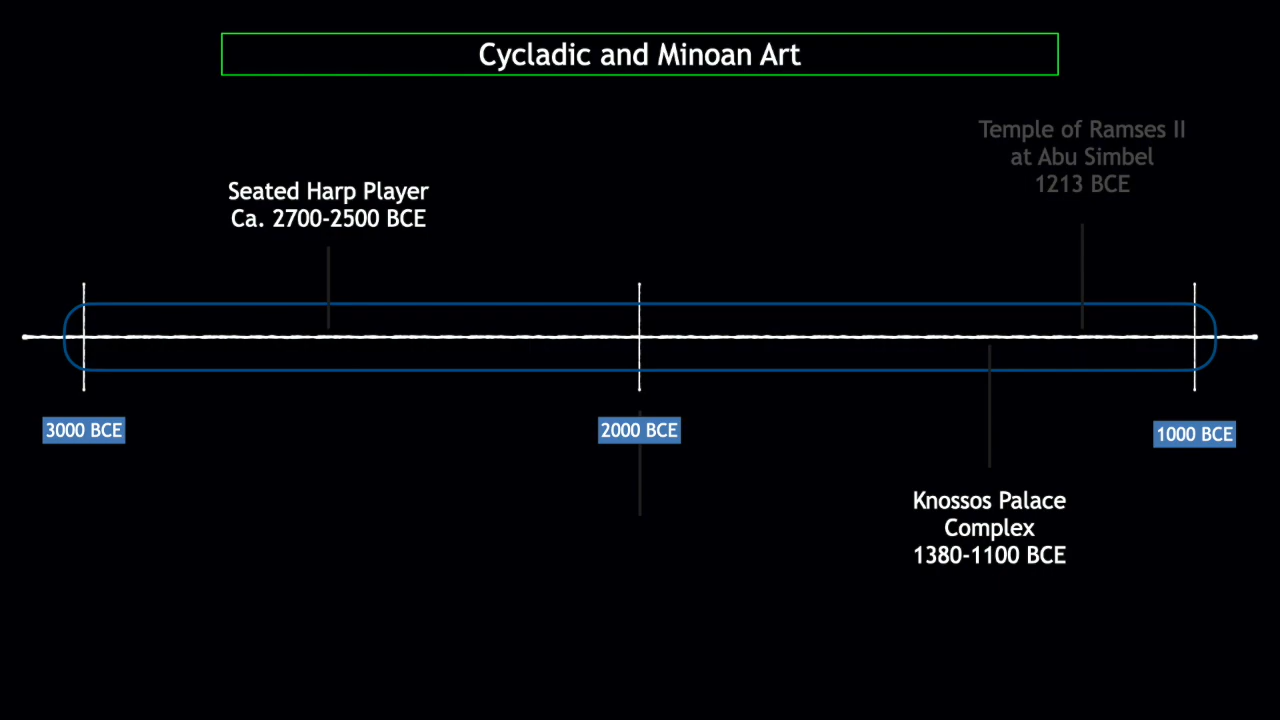 Cycladic and Minoan Art
Temple of Ramses II
at Abu Simbel
1213 BCE
Seated Harp Player
Ca. 2700-2500 BCE
3000 BCE
2000 BCE
1000 BCE
Knossos Palace
Complex
1380-1100 BCE